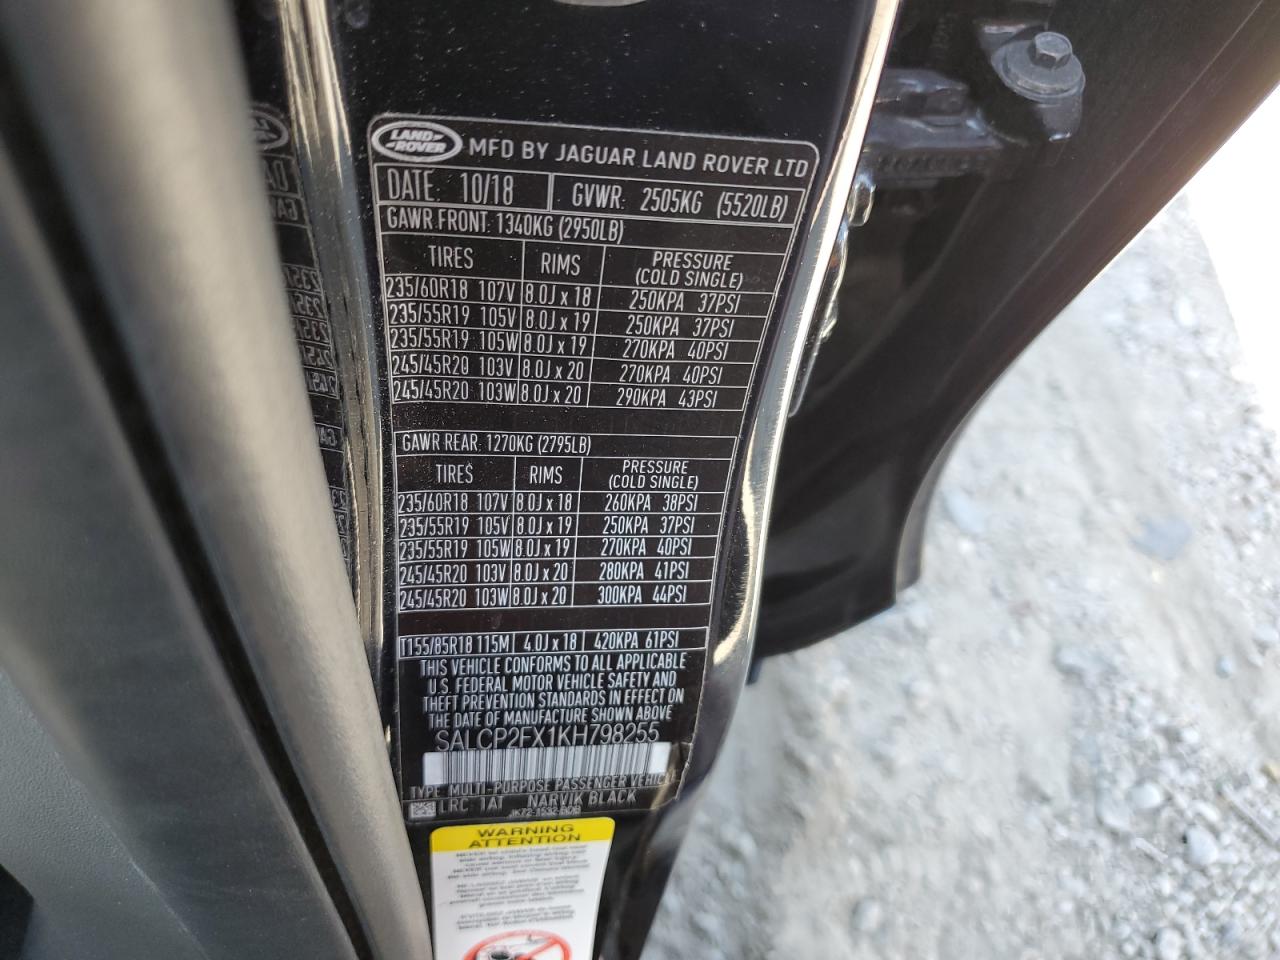 LAND ROVER MFD BY JAGUAR LAND ROVER LTD
DATE: 10/18 GVWR: 2505KG (5520LB)
GAWR FRONT: 1340KG (2950LB)
TIRES RIMS PRESSURE (COLD SINGLE)
235/60R18 107V 8.0J x 18 250KPA 37PSI
235/55R19 105V 8.0J x 19 250KPA 37PSI
235/55R19 105W 8.0J x 19 270KPA 40PSI
245/45R20 103V 8.0J x 20 270KPA 40PSI
245/45R20 103W 8.0J x 20 290KPA 43PSI
GAWR REAR: 1270KG (2795LB)
TIRES RIMS PRESSURE (COLD SINGLE)
235/60R18 107V 8.0J x 18 260KPA 38PSI
235/55R19 105V 8.0J x 19 250KPA 37PSI
235/55R19 105W 8.0J x 19 270KPA 40PSI
245/45R20 103V 8.0J x 20 280KPA 41PSI
245/45R20 103W 8.0J x 20 300KPA 44PSI
T155/85R18 115M 4.0J x 18 420KPA 61PSI
THIS VEHICLE CONFORMS TO ALL APPLICABLE
U.S. FEDERAL MOTOR VEHICLE SAFETY AND
THEFT PREVENTION STANDARDS IN EFFECT ON
THE DATE OF MANUFACTURE SHOWN ABOVE
SALCP2FX1KH798255
TYPE: MULTI-PURPOSE PASSENGER VEHICLE
LRC: 1AT NARVIK BLACK
WARNING
ATTENTION